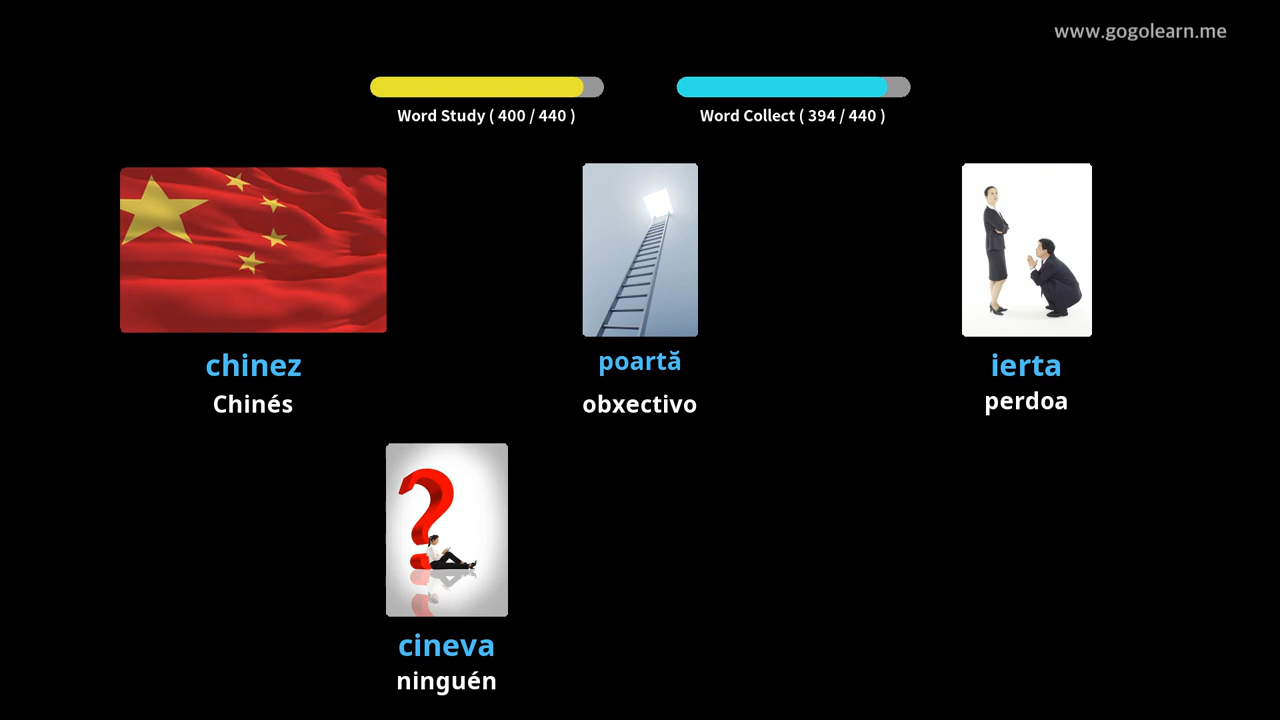 www.gogolearn.me
Word Study ( 400 / 440 )
Word Collect ( 394 / 440 )
chinez
Chinés
poartă
obxectivo
ierta
perdoa
cineva
ninguén